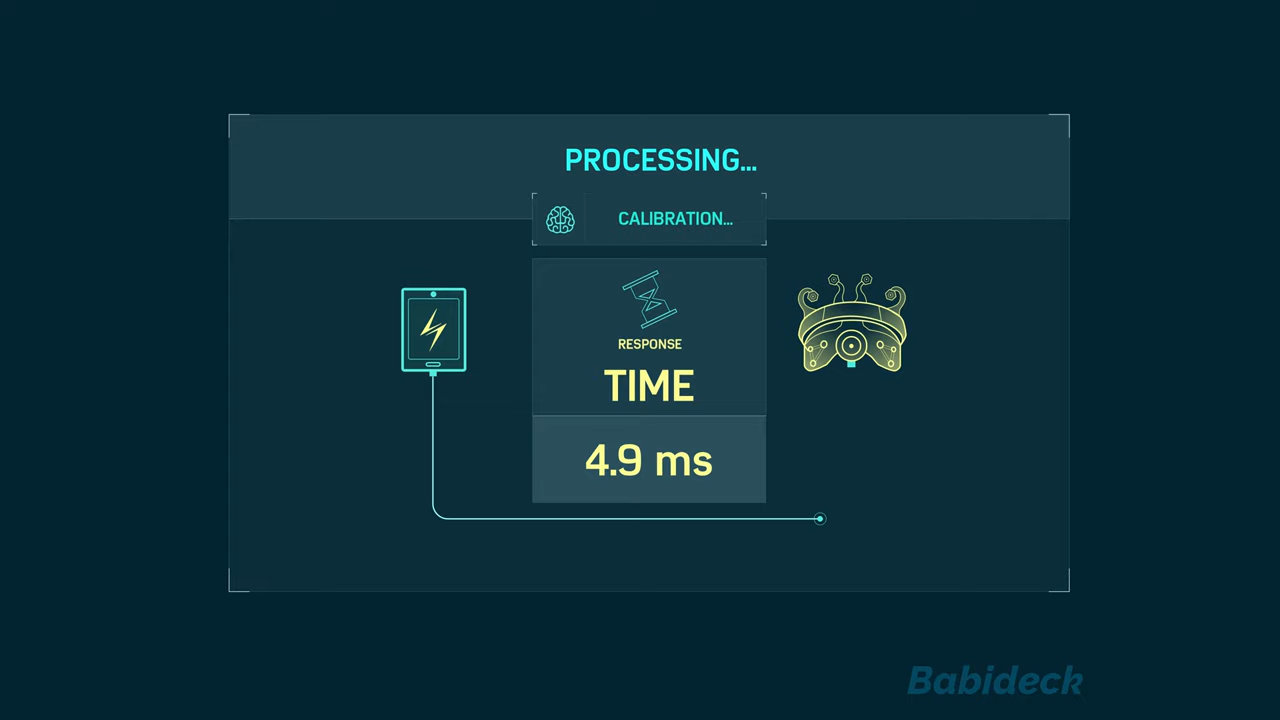 PROCESSING...
CALIBRATION...
RESPONSE
TIME
4.9 ms
Babideck